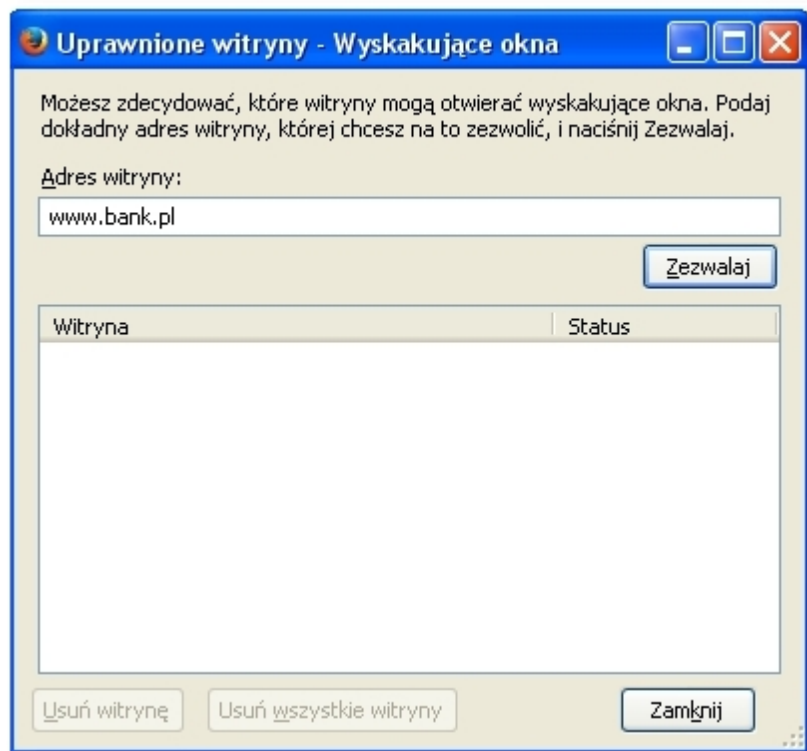 Uprawnione witryny - Wyskakujące okna
Możesz zdecydować, które witryny mogą otwierać wyskakujące okna. Podaj
dokładny adres witryny, której chcesz na to zezwolić, i naciśnij Zezwalaj.
Adres witryny:
www.bank.pl
Zezwalaj
Witryna Status
Usuń witrynę Usuń wszystkie witryny Zamknij